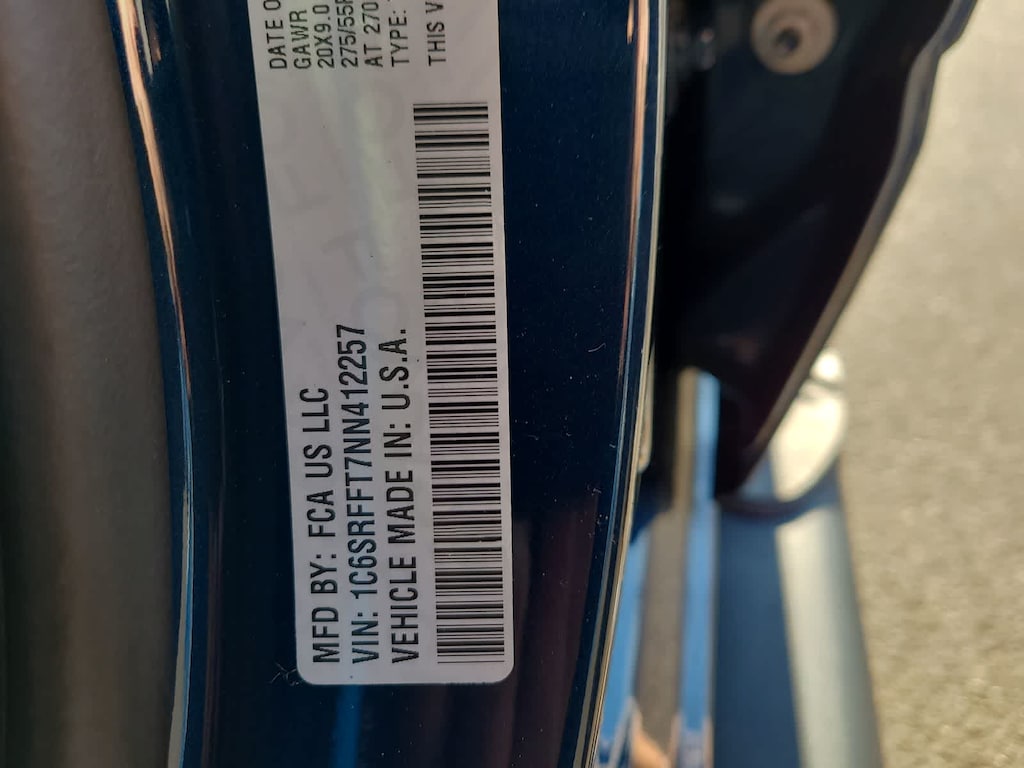 MFD BY: FCA US LLC
VIN: 1C6SRFFT7NN412257
VEHICLE MADE IN: U.S.A.
DATE O
GAWR
20X9.0
275/55R
AT 270
TYPE:
THIS V